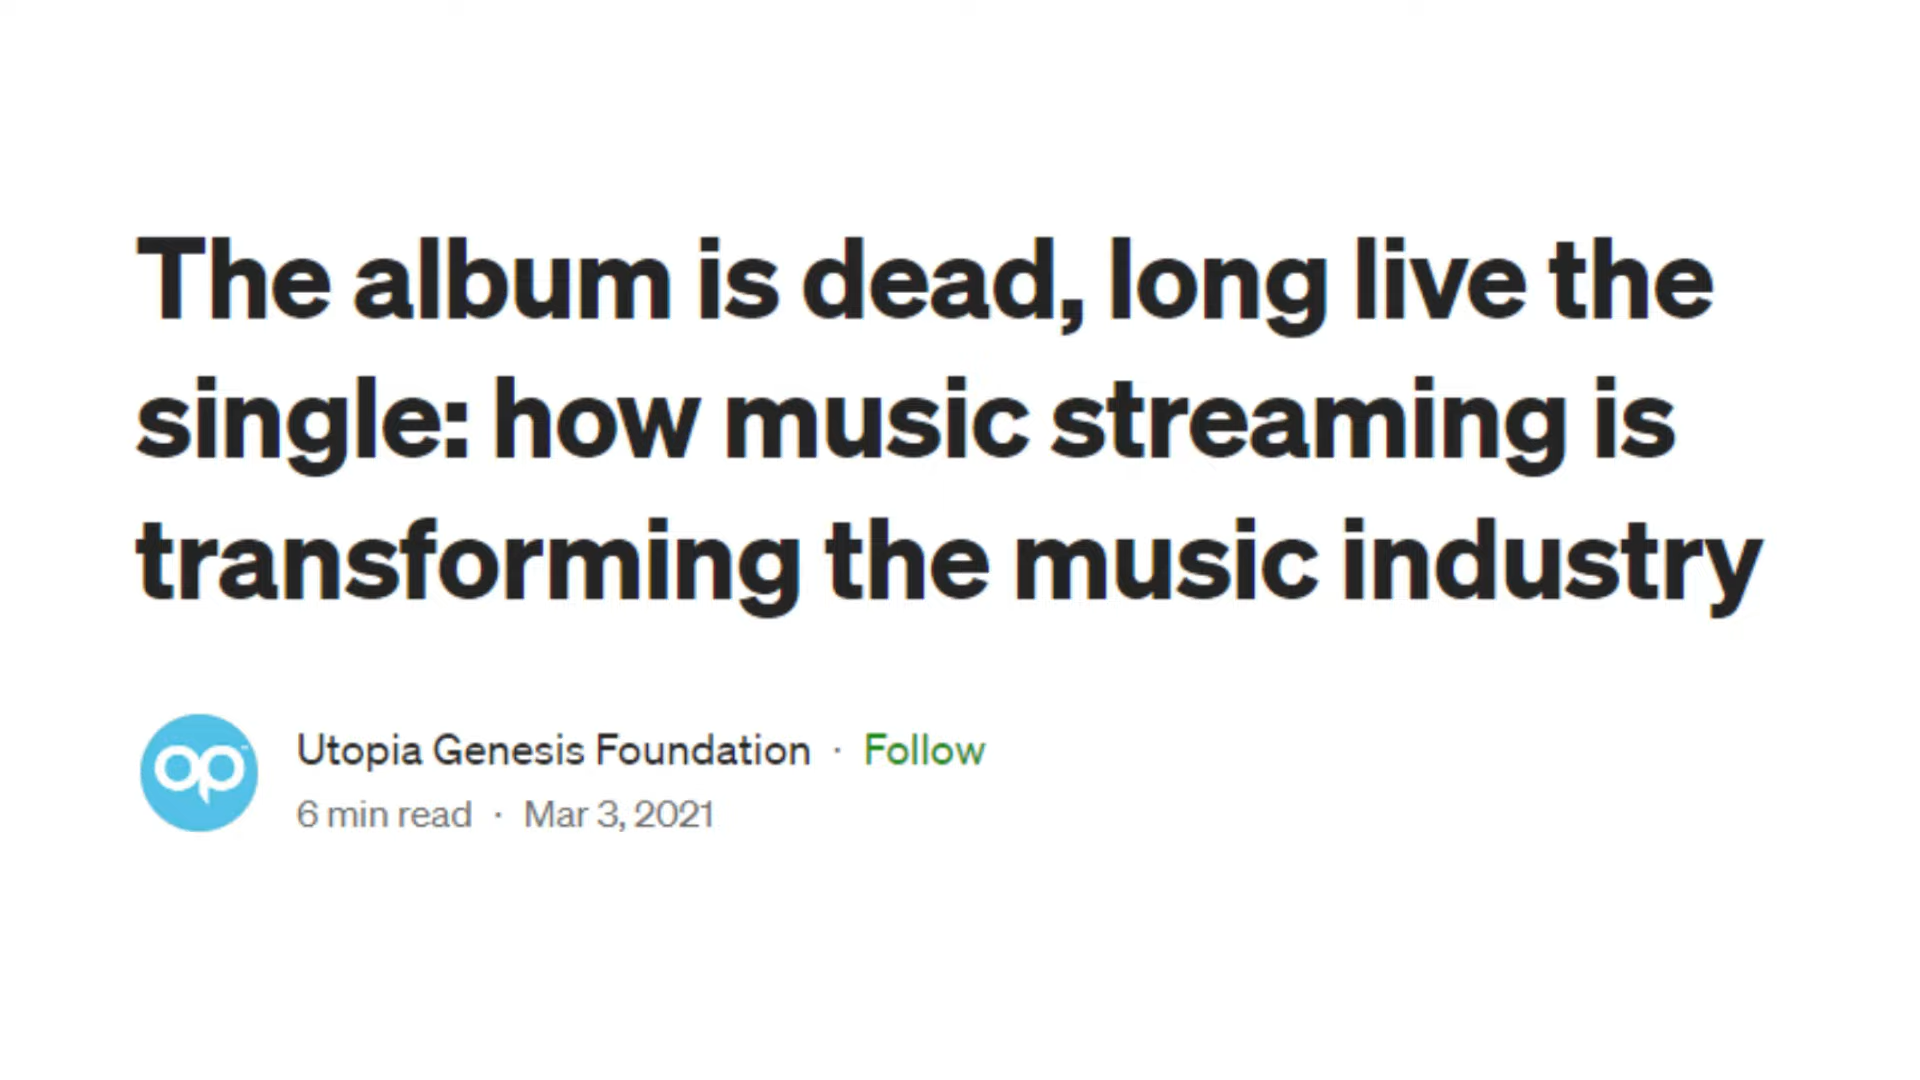 The album is dead, long live the
single: how music streaming is
transforming the music industry
op
Utopia Genesis Foundation · Follow
6 min read · Mar 3, 2021